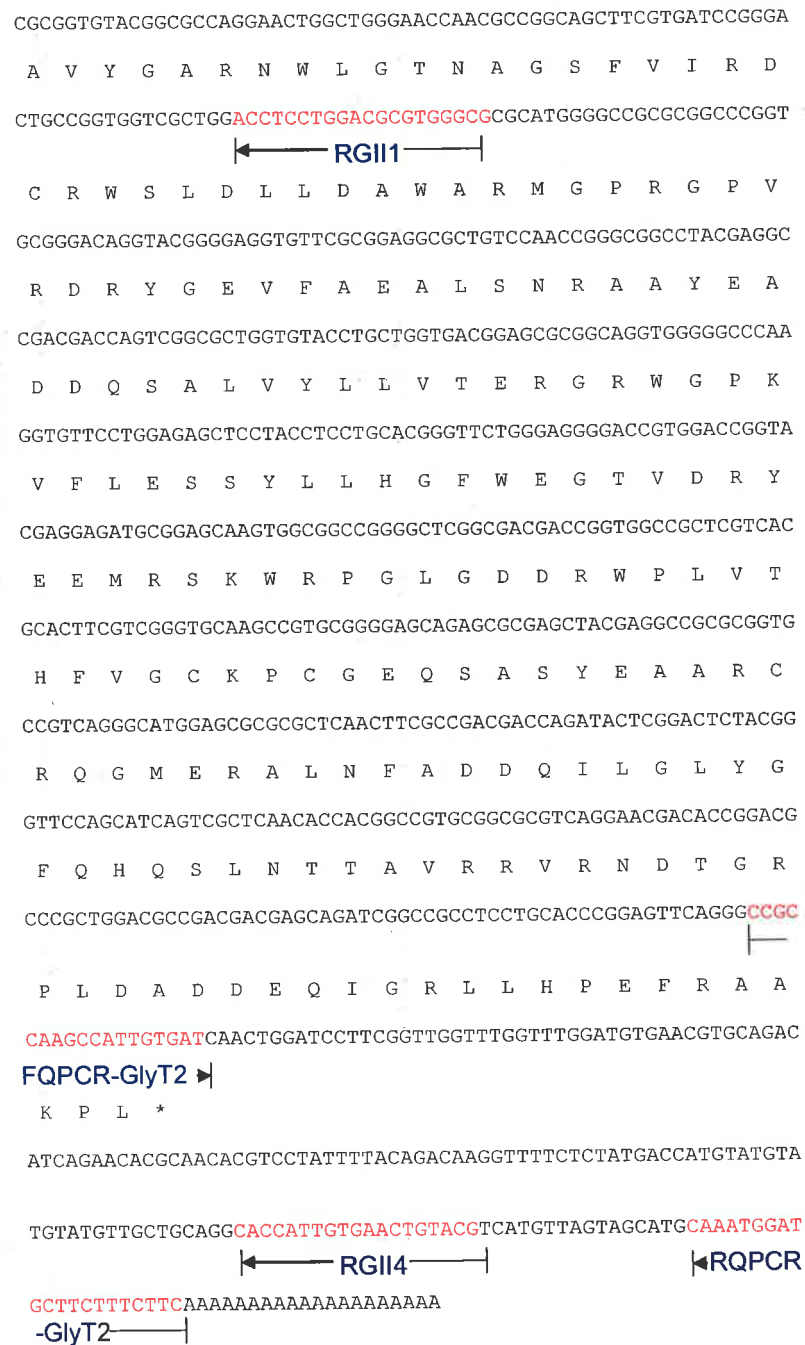 CGCGGTGTACGGCGCCAGGAACTGGCTGGGAACCAACGCCGGCAGCTTCGTGATCCGGGA
A V Y G A R N W L G T N A G S F V I R D
CTGCCGGTGGTCGCTGGACCTCCTGGACGCGTGGGCGCGCATGGGGCCGCGCGGCCCGGT
RGII1
C R W S L D L L D A W A R M G P R G P V
GCGGGACAGGTACGGGGAGGTGTTCGCGGAGGCGCTGTCCAACCGGGCGGCCTACGAGGC
R D R Y G E V F A E A L S N R A A Y E A
CGACGACCAGTCGGCGCTGGTGTACCTGCTGGTGACGGAGCGCGGCAGGTGGGGGCCCAA
D D Q S A L V Y L L V T E R G R W G P K
GGTGTTCCTGGAGAGCTCCTACCTCCTGCACGGGTTCTGGGAGGGGACCGTGGACCGGTA
V F L E S S Y L L H G F W E G T V D R Y
CGAGGAGATGCGGAGCAAGTGGCGGCCGGGGCTCGGCGACGACCGGTGGCCGCTCGTCAC
E E M R S K W R P G L G D D R W P L V T
GCACTTCGTCGGGTGCAAGCCGTGCGGGGAGCAGAGCGCGAGCTACGAGGCCGCGCGGTG
H F V G C K P C G E Q S A S Y E A A R C
CCGTCAGGGCATGGAGCGCGCGCTCAACTTCGCCGACGACCAGATACTCGGACTCTACGG
R Q G M E R A L N F A D D Q I L G L Y G
GTTCCAGCATCAGTCGCTCAACACCACGGCCGTGCGGCGCGTCAGGAACGACACCGGACG
F Q H Q S L N T T A V R R V R N D T G R
CCCGCTGGACGCCGACGACGAGCAGATCGGCCGCCTCCTGCACCCGGAGTTCAGGGCCGC
P L D A D D E Q I G R L L H P E F R A A
CAAGCCATTGTGATCAACTGGATCCTTCGGTTGGTTTGGTTTGGATGTGAACGTGCAGAC
FQPCR-GlyT2
K P L *
ATCAGAACACGCAACACGTCCTATTTTACAGACAAGGTTTTCTCTATGACCATGTATGTA
TGTATGTTGCTGCAGGCACCATTGTGAACTGTACGTCATGTTAGTAGCATGCAAATGGAT
RGII4 RQPCR
GCTTCTTTCTTCAAAAAAAAAAAAAAAAAAAAA
-GlyT2